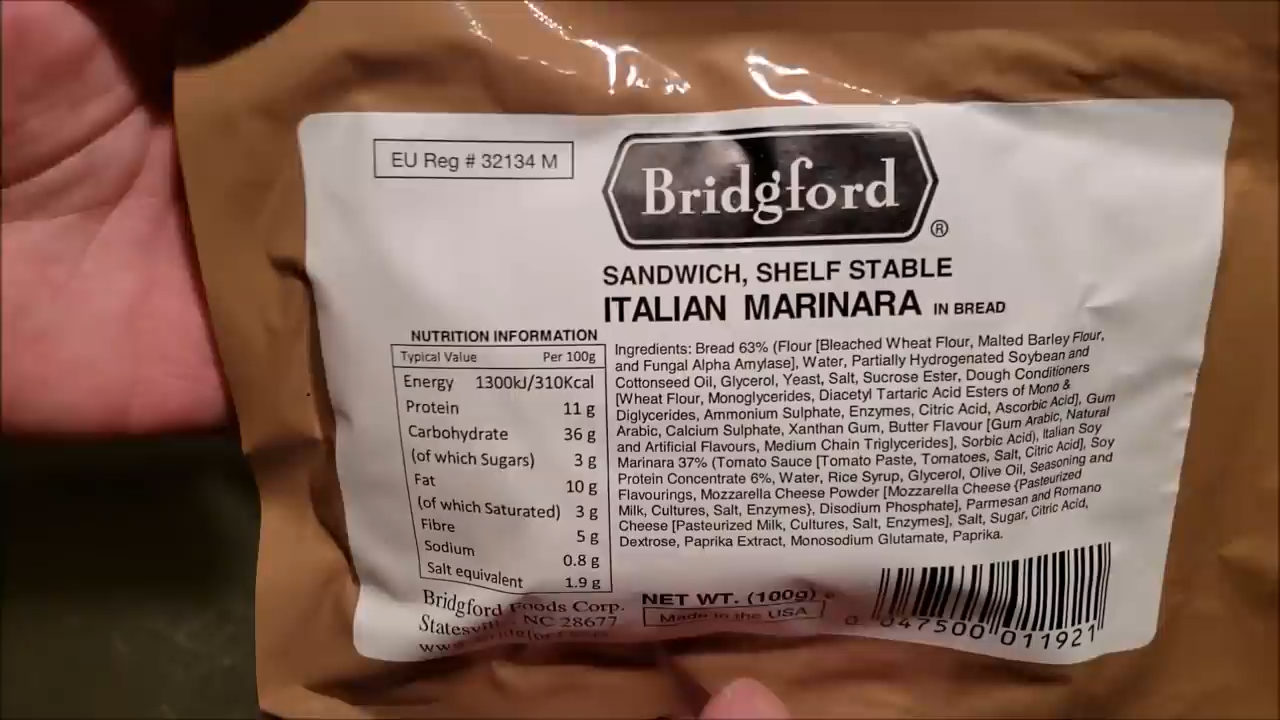 EU Reg # 32134 M
Bridgford®
SANDWICH, SHELF STABLE
ITALIAN MARINARA IN BREAD
NUTRITION INFORMATION
Typical Value Per 100g
Energy 1300kJ/310Kcal
Protein 11 g
Carbohydrate 36 g
(of which Sugars) 3 g
Fat 10 g
(of which Saturated) 3 g
Fibre 5 g
Sodium 0.8 g
Salt equivalent 1.9 g
Bridgford Foods Corp.
NC 28677
Ingredients: Bread 63% (Flour [Bleached Wheat Flour, Malted Barley Flour,
and Fungal Alpha Amylase], Water, Partially Hydrogenated Soybean and
Cottonseed Oil, Glycerol, Yeast, Salt, Sucrose Ester, Dough Conditioners
[Wheat Flour, Monoglycerides, Diacetyl Tartaric Acid Esters of Mono &
Diglycerides, Ammonium Sulphate, Enzymes, Citric Acid, Ascorbic Acid], Gum
Arabic, Calcium Sulphate, Xanthan Gum, Butter Flavour [Gum Arabic, Natural
and Artificial Flavours, Medium Chain Triglycerides], Sorbic Acid), Italian Soy
Marinara 37% (Tomato Sauce [Tomato Paste, Tomatoes, Salt, Citric Acid], Soy
Protein Concentrate 6%, Water, Rice Syrup, Glycerol, Olive Oil, Seasoning and
Flavourings, Mozzarella Cheese Powder [Mozzarella Cheese {Pasteurized
Milk, Cultures, Salt, Enzymes}, Disodium Phosphate], Parmesan and Romano
Cheese [Pasteurized Milk, Cultures, Salt, Enzymes], Salt, Sugar, Citric Acid,
Dextrose, Paprika Extract, Monosodium Glutamate, Paprika.
NET WT. (100g) e
Made in the USA
0 047500 011921